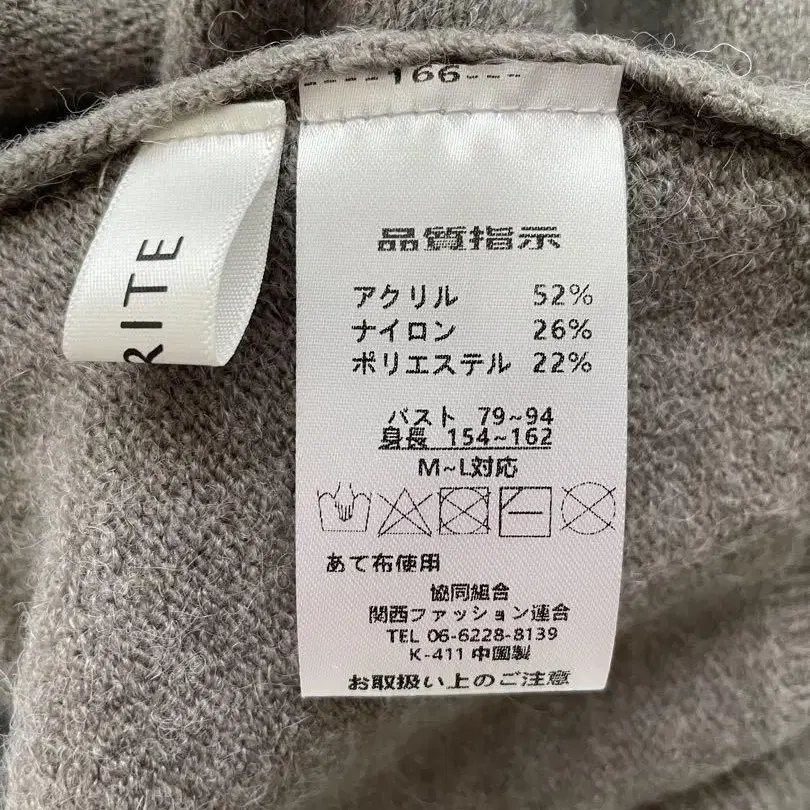 166
RITE
品質指示
アクリル 52%
ナイロン 26%
ポリエステル 22%
バスト 79~94
身長 154~162
M~L対応
あて布使用
協同組合
関西ファッション連合
TEL 06-6228-8139
K-411 中国製
お取扱い上のご注意